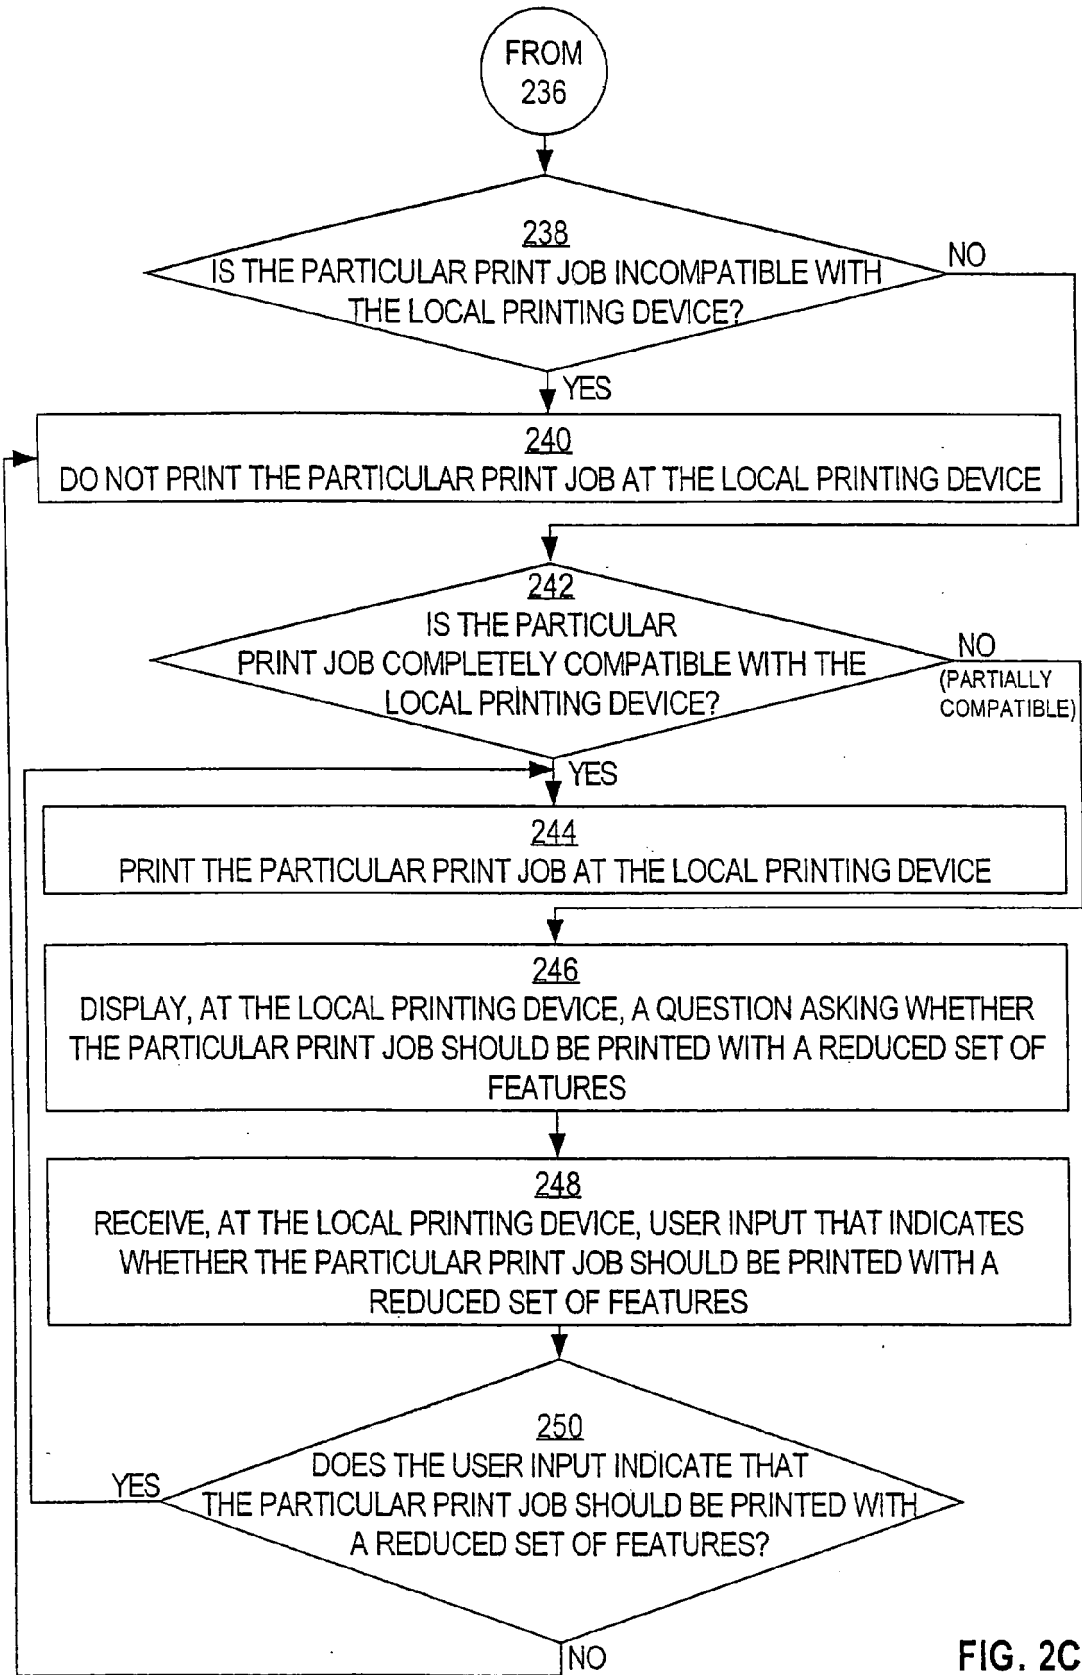 FROM
236
238
IS THE PARTICULAR PRINT JOB INCOMPATIBLE WITH
THE LOCAL PRINTING DEVICE?
NO
YES
240
DO NOT PRINT THE PARTICULAR PRINT JOB AT THE LOCAL PRINTING DEVICE
242
IS THE PARTICULAR
PRINT JOB COMPLETELY COMPATIBLE WITH THE
LOCAL PRINTING DEVICE?
NO
(PARTIALLY
COMPATIBLE)
YES
244
PRINT THE PARTICULAR PRINT JOB AT THE LOCAL PRINTING DEVICE
246
DISPLAY, AT THE LOCAL PRINTING DEVICE, A QUESTION ASKING WHETHER
THE PARTICULAR PRINT JOB SHOULD BE PRINTED WITH A REDUCED SET OF
FEATURES
248
RECEIVE, AT THE LOCAL PRINTING DEVICE, USER INPUT THAT INDICATES
WHETHER THE PARTICULAR PRINT JOB SHOULD BE PRINTED WITH A
REDUCED SET OF FEATURES
250
DOES THE USER INPUT INDICATE THAT
THE PARTICULAR PRINT JOB SHOULD BE PRINTED WITH
A REDUCED SET OF FEATURES?
YES
NO
FIG. 2C